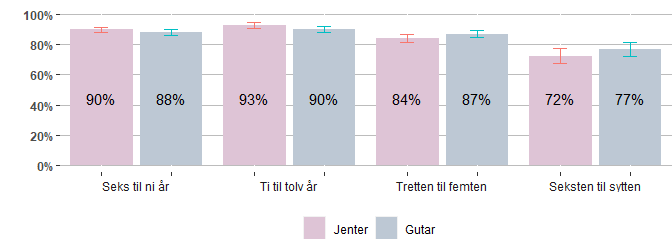 100%
80%
60%
40%
20%
0%
90%
88%
93%
90%
84%
87%
72%
77%
Seks til ni år
Ti til tolv år
Tretten til femten
Seksten til sytten
Jenter
Gutar